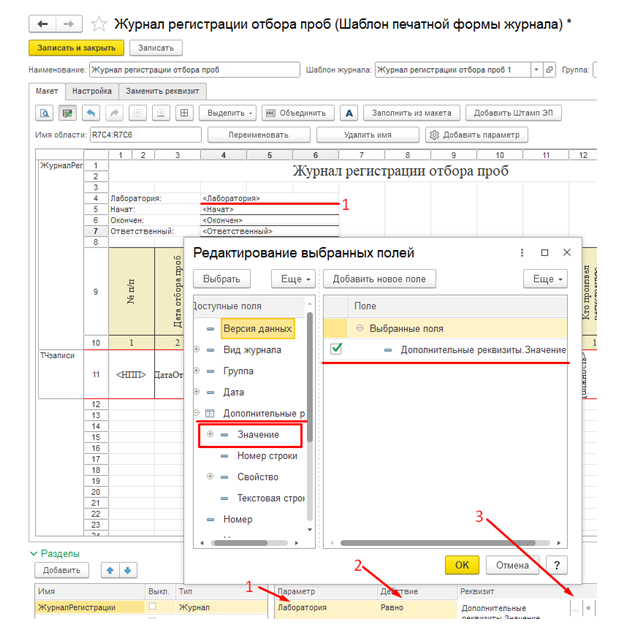 Журнал регистрации отбора проб (Шаблон печатной формы журнала) *
Записать и закрыть Записать
Наименование: Журнал регистрации отбора проб Шаблон журнала: Журнал регистрации отбора проб 1 Группа:
Макет Настройка Заменить реквизит
Выделить Объединить A Заполнить из макета Добавить Штамп ЭП
Имя области: R7C4:R7C6 Переименовать Удалить имя Добавить параметр
1 2 3 4 5 6 7 8 9 10 11 12
ЖурналРег 1 Журнал регистрации отбора проб
2
3
4 Лаборатория: <Лаборатория> 1
5 Начат: <Начат>
6 Окончен: <Окончен>
7 Ответственный: <Ответственный>
8
9 № п/п Дата отбора проб Кто произвел
10 1 2 1
ТЧзаписи 11 <НПП> ДатаОт
12
13
14
15
16
17
18
19
20
21
22
23
24
Редактирование выбранных полей
Выбрать Еще Добавить новое поле Еще
Доступные поля Поле
Версия данных Выбранные поля
Вид журнала Дополнительные реквизиты.Значение
Группа
Дата
Дополнительные р
Значение
Номер строки
Свойство
Текстовая строк
Номер
OK Отмена ?
3
2
1
Разделы
Добавить
Имя Выкл. Тип Параметр Действие Реквизит
ЖурналРегистрации Журнал Лаборатория Равно Дополнительные ... ×
реквизиты.Значение